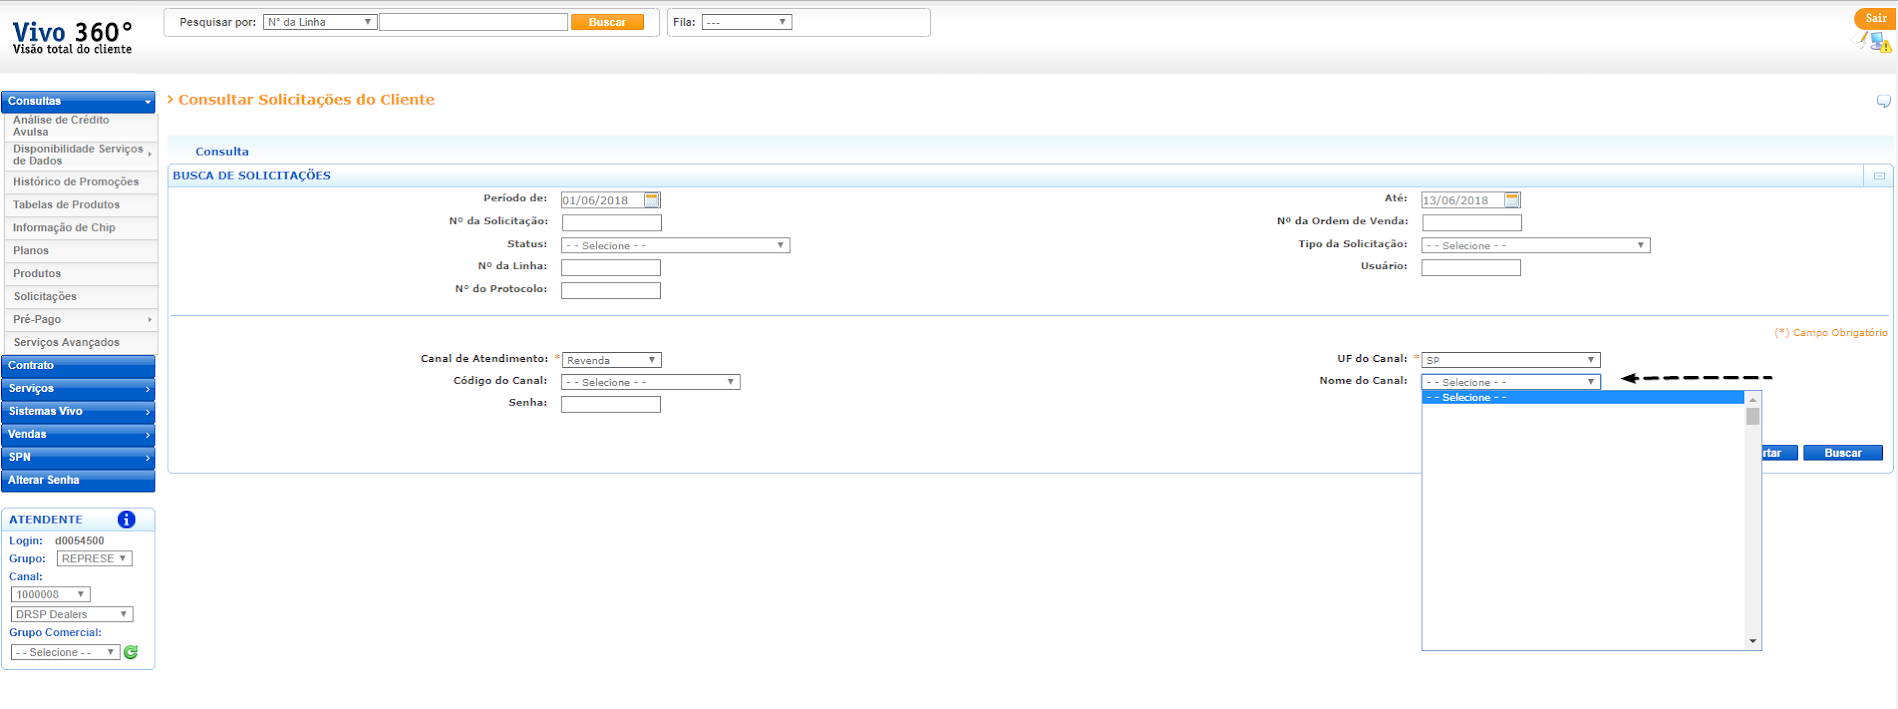 Vivo 360°
Visão total do cliente
Pesquisar por: N° da Linha Buscar Fila: ---
Sair
Consultas
Análise de Crédito
Avulsa
Disponibilidade Serviços
de Dados
Histórico de Promoções
Tabelas de Produtos
Informação de Chip
Planos
Produtos
Solicitações
Pré-Pago
Serviços Avançados
Contrato
Serviços
Sistemas Vivo
Vendas
SPN
Alterar Senha
ATENDENTE
Login: d0054500
Grupo: REPRESE
Canal:
1000008
DRSP Dealers
Grupo Comercial:
- - Selecione - -
> Consultar Solicitações do Cliente
Consulta
BUSCA DE SOLICITAÇÕES
Período de: 01/06/2018 Até: 13/06/2018
Nº da Solicitação: Nº da Ordem de Venda:
Status: - - Selecione - - Tipo da Solicitação: - - Selecione - -
Nº da Linha: Usuário:
N° do Protocolo:
(*) Campo Obrigatório
Canal de Atendimento: * Revenda UF do Canal: * SP
Código do Canal: - - Selecione - - Nome do Canal: - - Selecione - -
Senha: - - Selecione - -
rtar Buscar